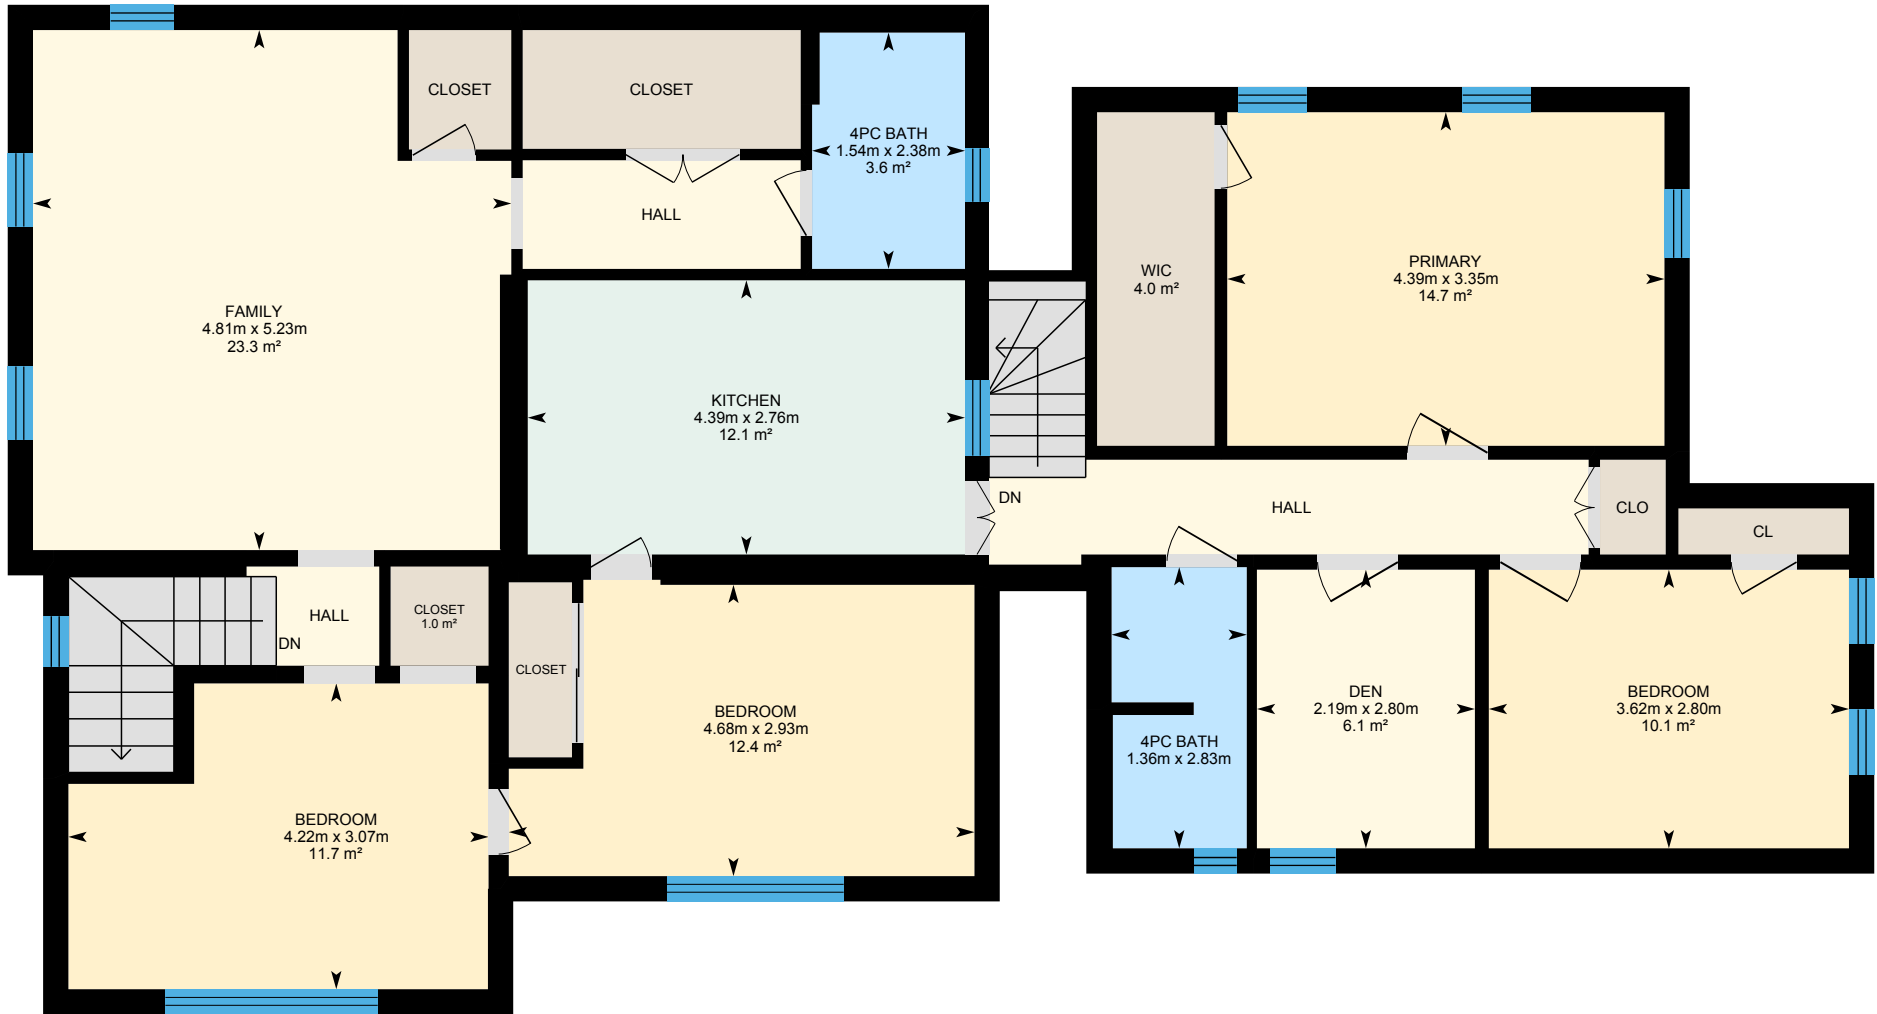 CLOSET
CLOSET
4PC BATH
1.54m x 2.38m
3.6 m²
HALL
WIC
4.0 m²
PRIMARY
4.39m x 3.35m
14.7 m²
FAMILY
4.81m x 5.23m
23.3 m²
KITCHEN
4.39m x 2.76m
12.1 m²
DN
HALL
CLO
CL
HALL
DN
CLOSET
1.0 m²
CLOSET
BEDROOM
4.68m x 2.93m
12.4 m²
4PC BATH
1.36m x 2.83m
DEN
2.19m x 2.80m
6.1 m²
BEDROOM
3.62m x 2.80m
10.1 m²
BEDROOM
4.22m x 3.07m
11.7 m²